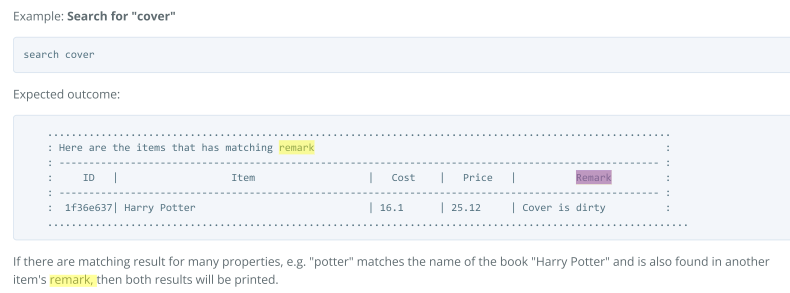 Example: Search for "cover"
search cover
Expected outcome:
................................................................................................................
: Here are the items that has matching remark :
: ---------------------------------------------------------------------------------------------------- :
: ID | Item | Cost | Price | Remark :
: ---------------------------------------------------------------------------------------------------- :
: 1f36e637| Harry Potter | 16.1 | 25.12 | Cover is dirty :
................................................................................................................
If there are matching result for many properties, e.g. "potter" matches the name of the book "Harry Potter" and is also found in another
item's remark, then both results will be printed.